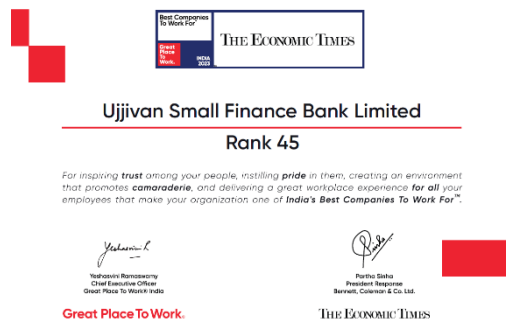 Best Companies
To Work For
Great
Place
To
Work.
INDIA
2023
THE ECONOMIC TIMES
Ujjivan Small Finance Bank Limited
Rank 45
For inspiring trust among your people, instilling pride in them, creating an environment
that promotes camaraderie, and delivering a great workplace experience for all your
employees that make your organization one of India's Best Companies To Work For™.
Yeshasvini Ramaswamy
Chief Executive Officer
Great Place To Work® India
Great Place To Work.
Partha Sinha
President Response
Bennett, Coleman & Co. Ltd.
THE ECONOMIC TIMES